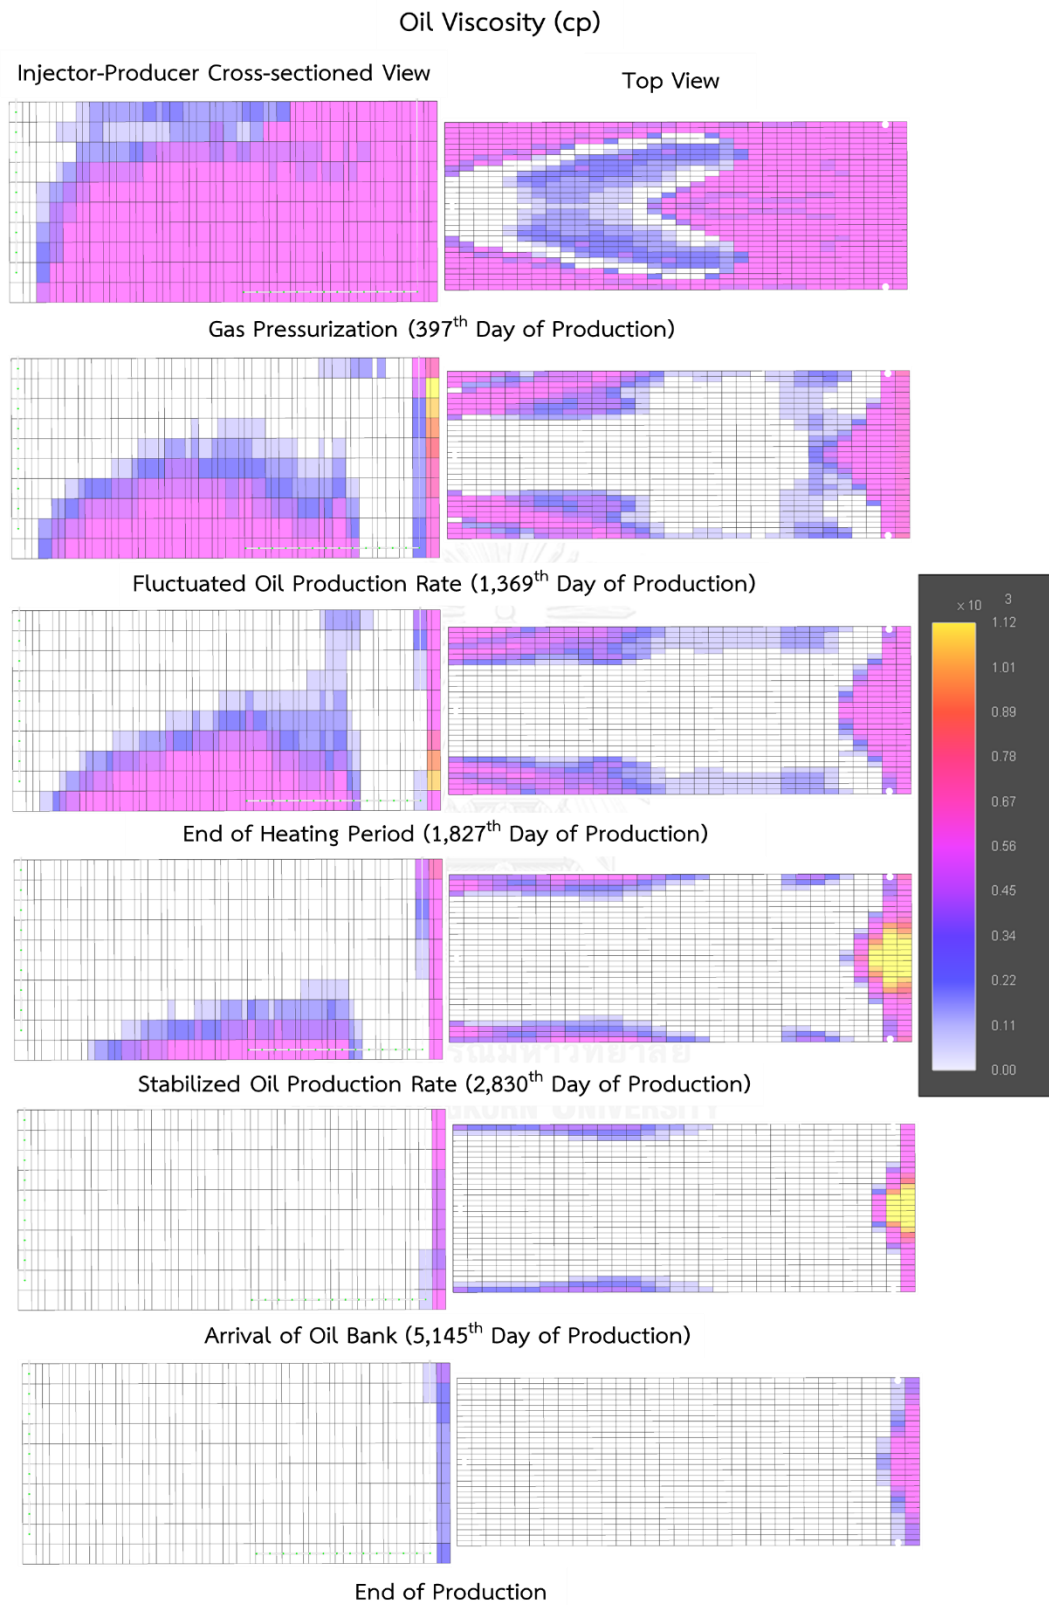 Oil Viscosity (cp)
Injector-Producer Cross-sectioned View
Top View
Gas Pressurization (397th Day of Production)
Fluctuated Oil Production Rate (1,369th Day of Production)
x 10 3
1.12
1.01
0.89
0.78
0.67
0.56
0.45
0.34
0.22
0.11
0.00
End of Heating Period (1,827th Day of Production)
Stabilized Oil Production Rate (2,830th Day of Production)
UNIVERSITY
Arrival of Oil Bank (5,145th Day of Production)
End of Production